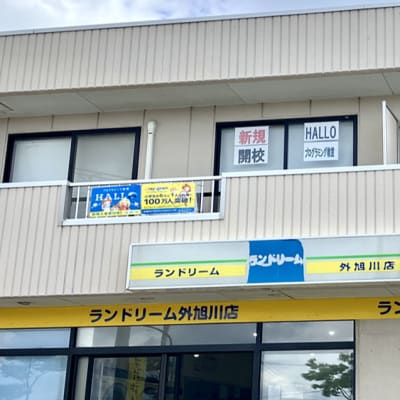 新規
開校
HALLO
プログラミング教室
HALLO
100万人突破!
ランドリーム
ランドリーム
外旭川店
ランドリーム外旭川店
ラン